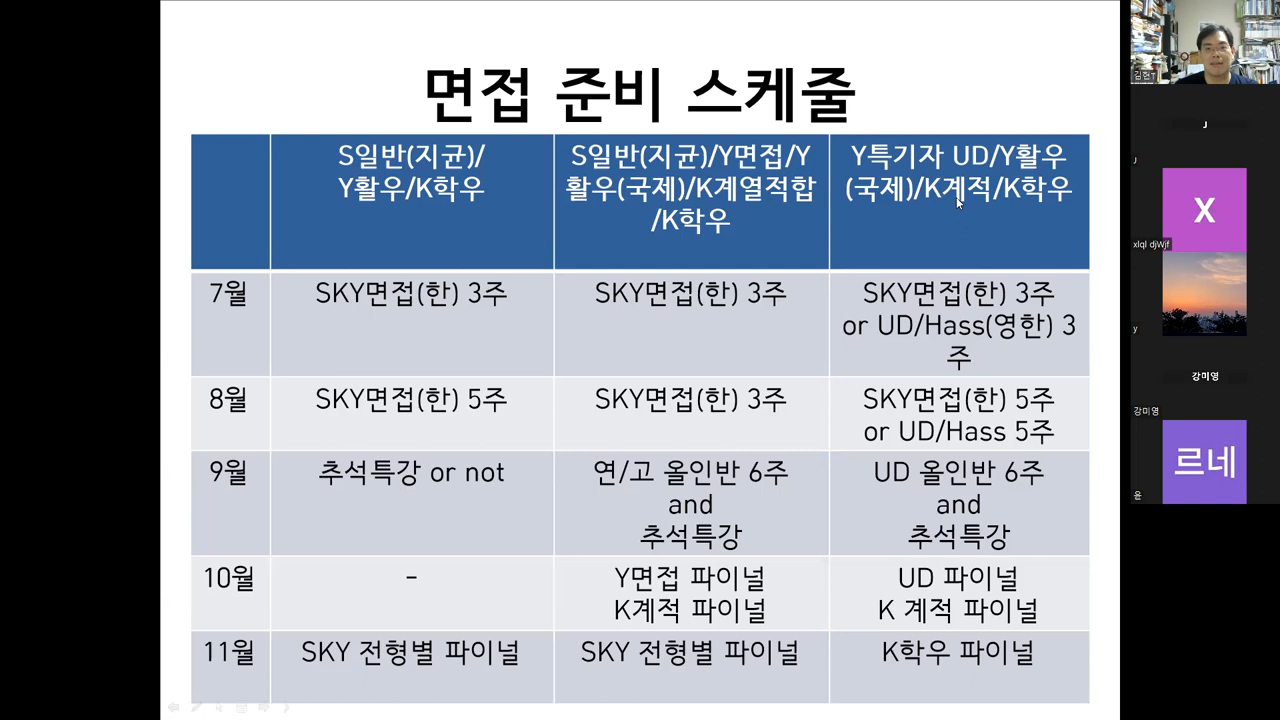 면접 준비 스케줄
S일반(지균)/
Y활우/K학우
S일반(지균)/Y면접/Y
활우(국제)/K계열적합
/K학우
Y특기자 UD/Y활우
(국제)/K계적/K학우
7월
SKY면접(한) 3주
SKY면접(한) 3주
SKY면접(한) 3주
or UD/Hass(영한) 3
주
8월
SKY면접(한) 5주
SKY면접(한) 3주
SKY면접(한) 5주
or UD/Hass 5주
9월
추석특강 or not
연/고 올인반 6주
and
추석특강
UD 올인반 6주
and
추석특강
10월
-
Y면접 파이널
K계적 파이널
UD 파이널
K 계적 파이널
11월
SKY 전형별 파이널
SKY 전형별 파이널
K학우 파이널
J
J
X
xlql djWjf
y
강미영
강미영
르네
윤